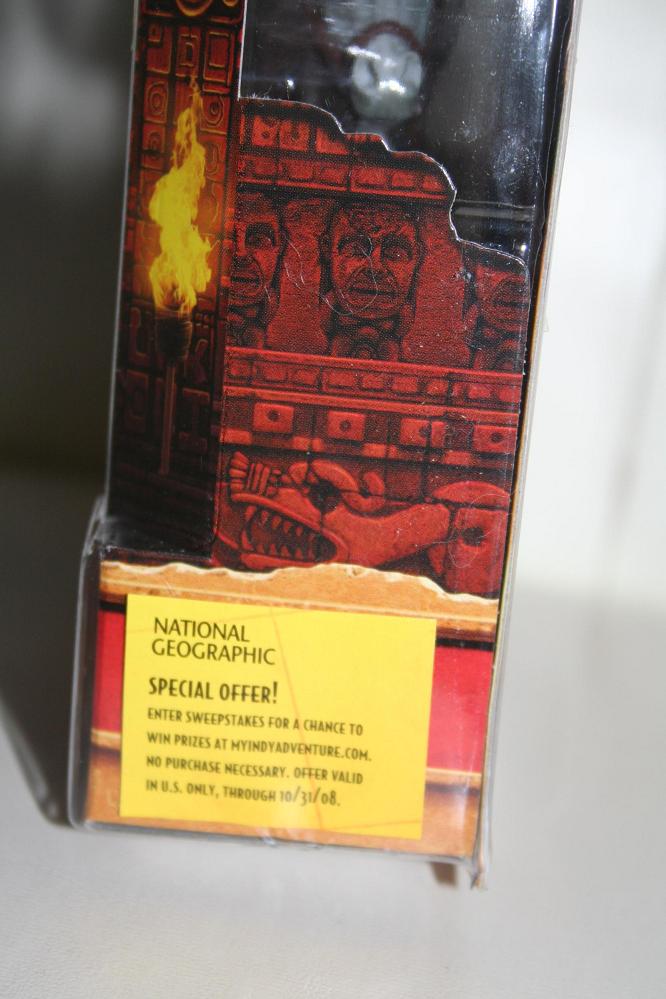 NATIONAL
GEOGRAPHIC
SPECIAL OFFER!
ENTER SWEEPSTAKES FOR A CHANCE TO
WIN PRIZES AT MYINDYADVENTURE.COM.
NO PURCHASE NECESSARY. OFFER VALID
IN U.S. ONLY, THROUGH 10/31/08.